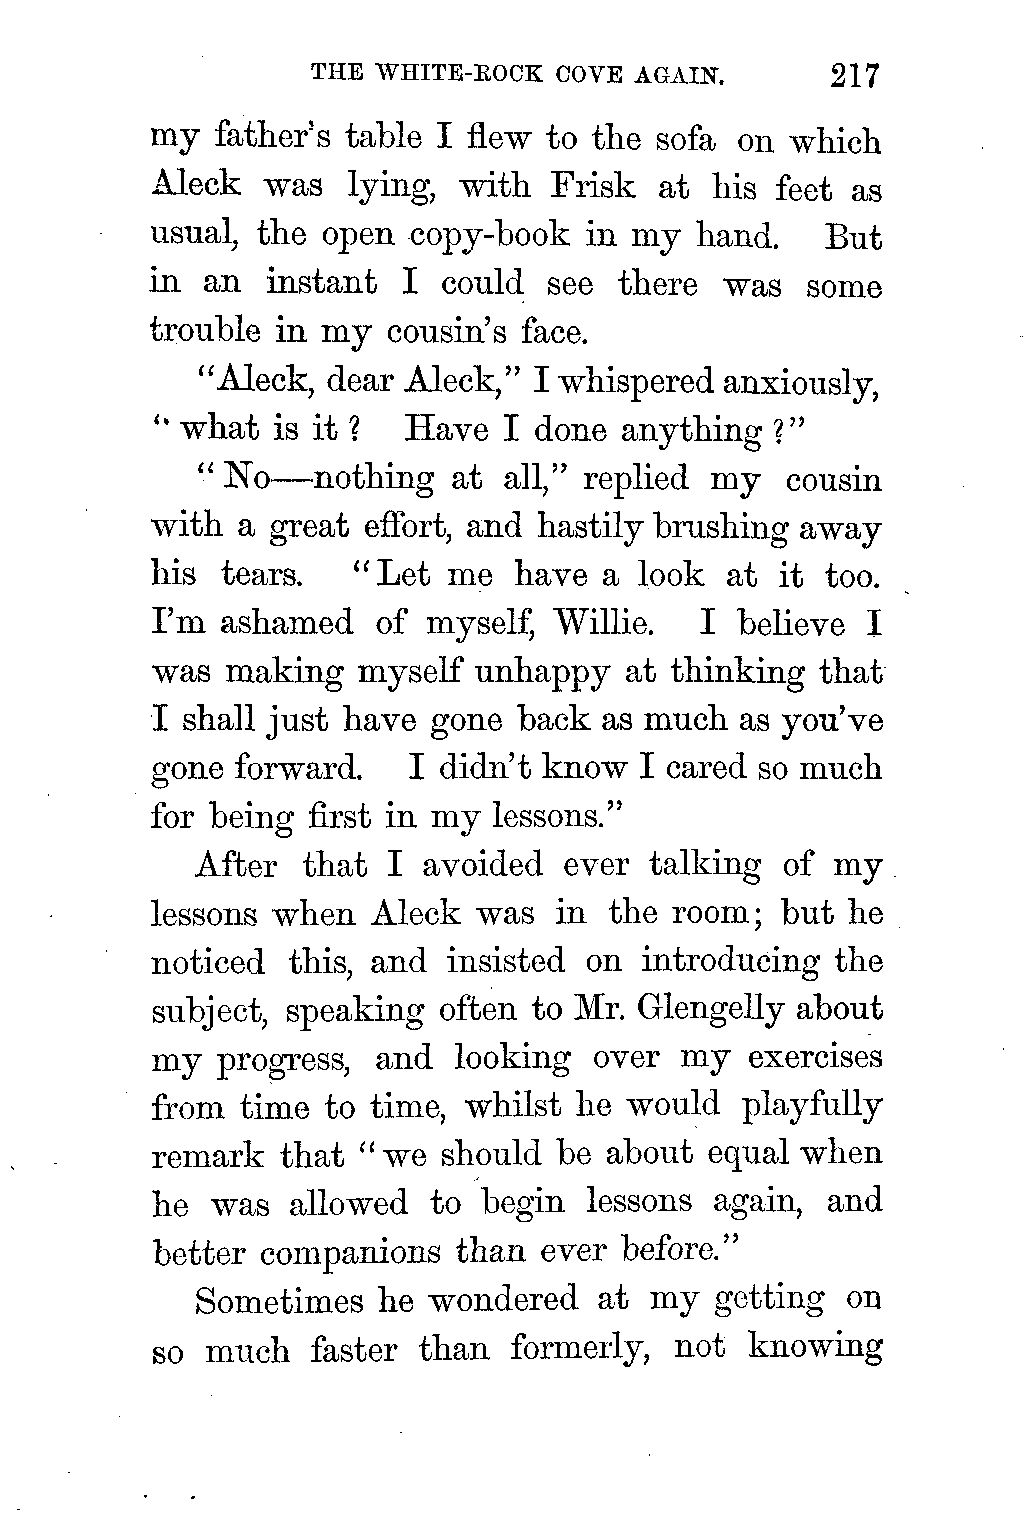 THE WHITE-ROCK COVE AGAIN. 217
my father's table I flew to the sofa on which
Aleck was lying, with Frisk at his feet as
usual, the open copy-book in my hand. But
in an instant I could see there was some
trouble in my cousin's face.
"Aleck, dear Aleck," I whispered anxiously,
"what is it? Have I done anything?"
"No—nothing at all," replied my cousin
with a great effort, and hastily brushing away
his tears. "Let me have a look at it too.
I'm ashamed of myself, Willie. I believe I
was making myself unhappy at thinking that
I shall just have gone back as much as you've
gone forward. I didn't know I cared so much
for being first in my lessons."
After that I avoided ever talking of my
lessons when Aleck was in the room; but he
noticed this, and insisted on introducing the
subject, speaking often to Mr. Glengelly about
my progress, and looking over my exercises
from time to time, whilst he would playfully
remark that "we should be about equal when
he was allowed to begin lessons again, and
better companions than ever before."
Sometimes he wondered at my getting on
so much faster than formerly, not knowing